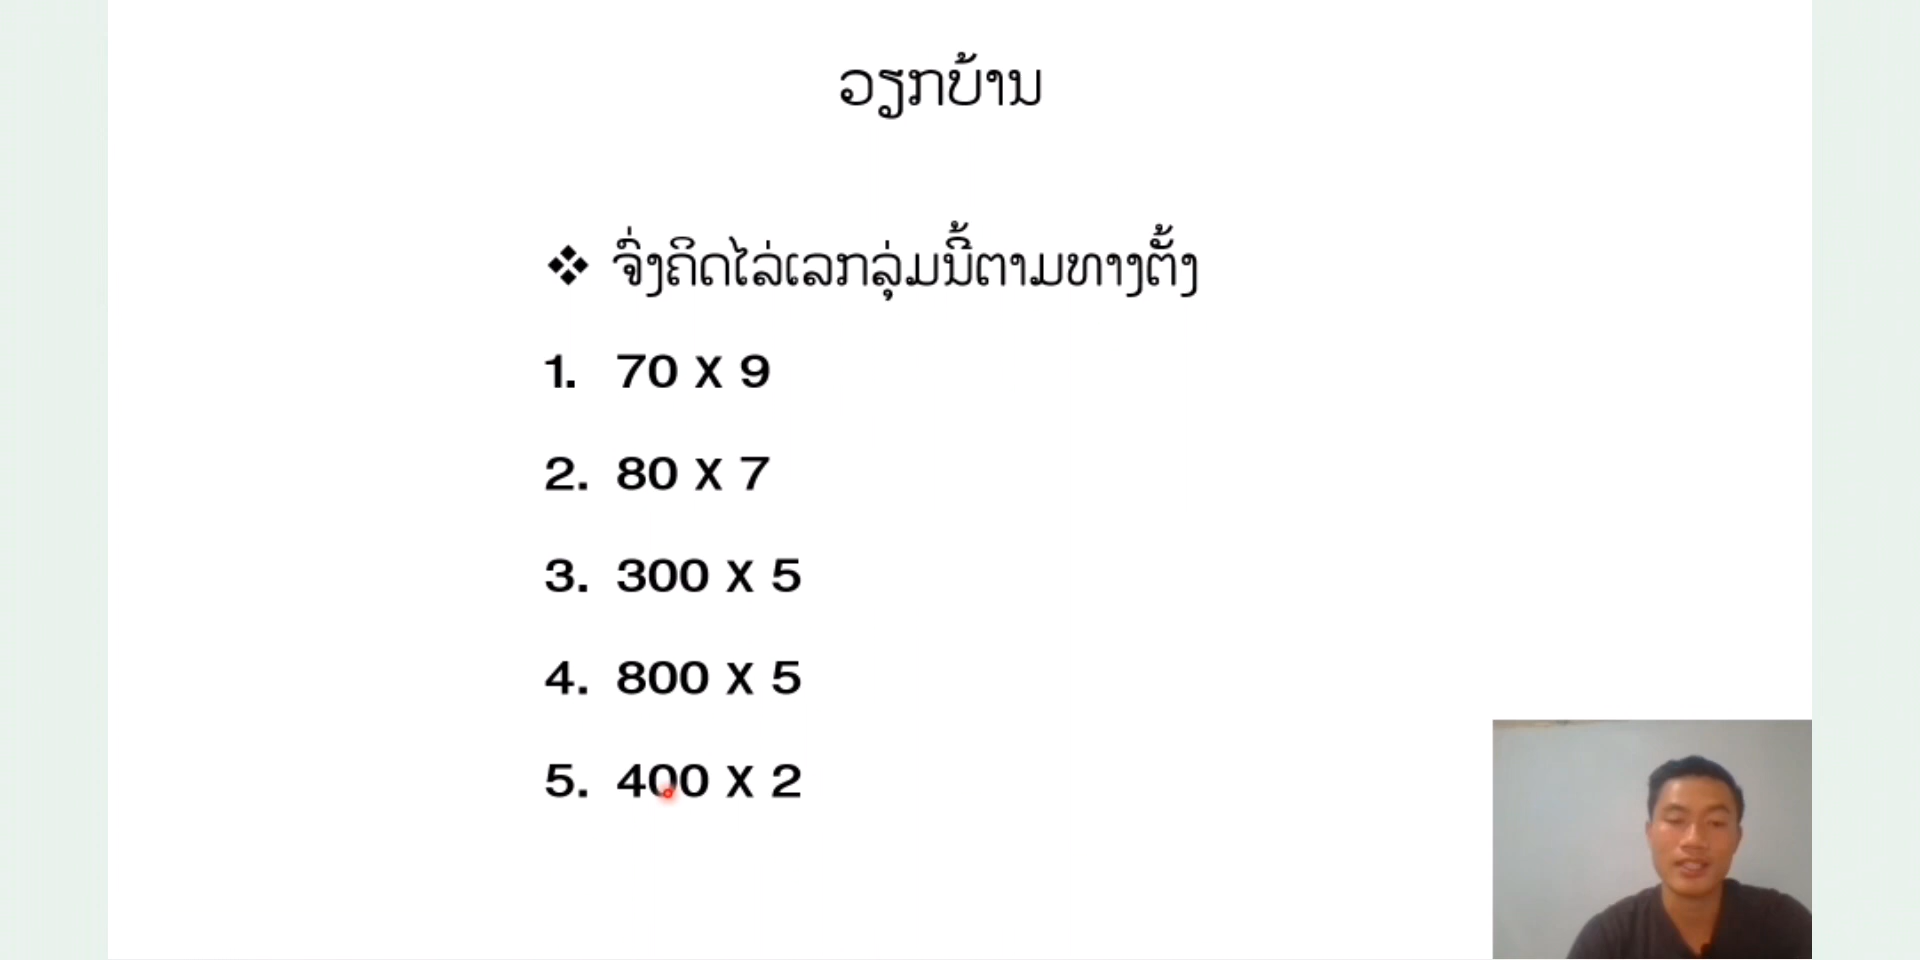 ວຽກບ້ານ
❖ ຈົ່ງຄິດໄລ່ເລກລຸ່ມນີ້ຕາມທາງຕັ້ງ
1. 70 X 9
2. 80 X 7
3. 300 X 5
4. 800 X 5
5. 400 X 2